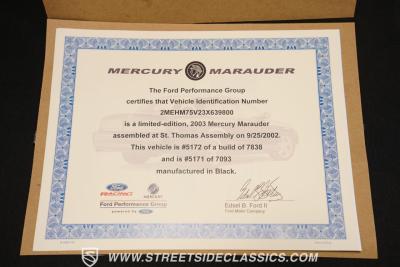 MERCURY MARAUDER
The Ford Performance Group
certifies that Vehicle Identification Number
2MEHM75V23X639800
is a limited-edition, 2003 Mercury Marauder
assembled at St. Thomas Assembly on 9/25/2002.
This vehicle is #5172 of a build of 7838
and is #5171 of 7093
manufactured in Black.
Ford
RACING
MERCURY
Ford Performance Group
powered by Ford
Edsel B. Ford II
Ford Motor Company
WWW.STREETSIDECLASSICS.COM